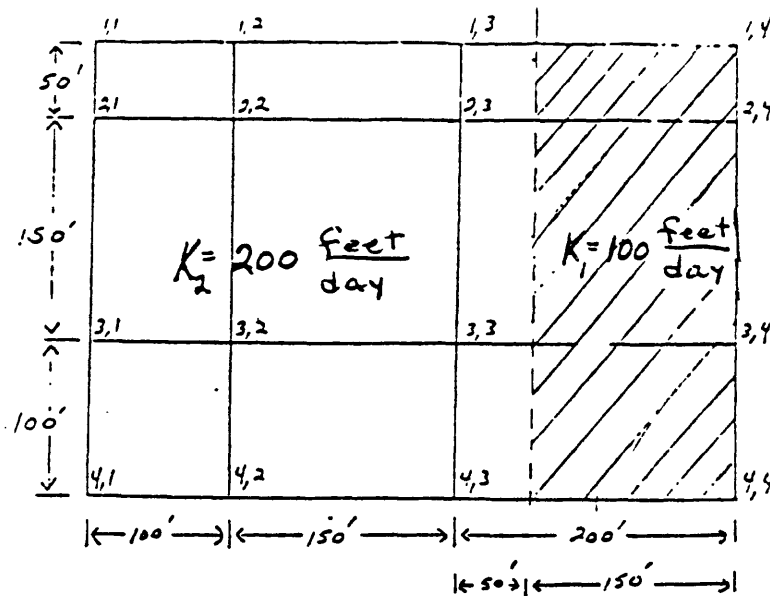 1,1 1,2 1,3 1,4
50'
2,1 2,2 2,3 2,4
150'
K₂ = 200 feet/day K₁ = 100 feet/day
3,1 3,2 3,3 3,4
100'
4,1 4,2 4,3 4,4
100' 150' 200'
50' 150'